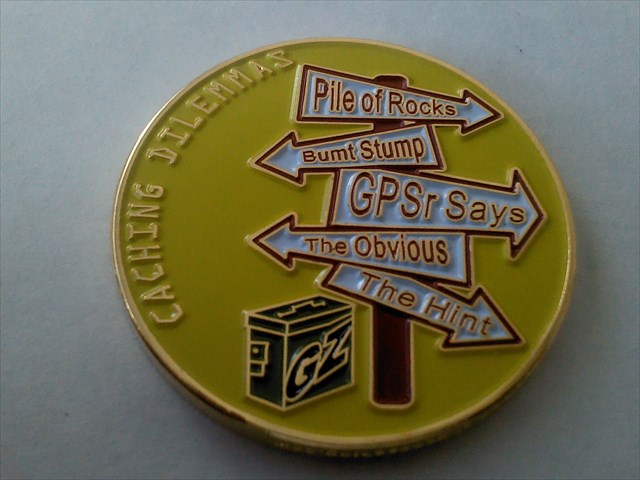 CACHING DILEMMAS
Pile of Rocks
Burnt Stump
GPSr Says
The Obvious
The Hint
GZ